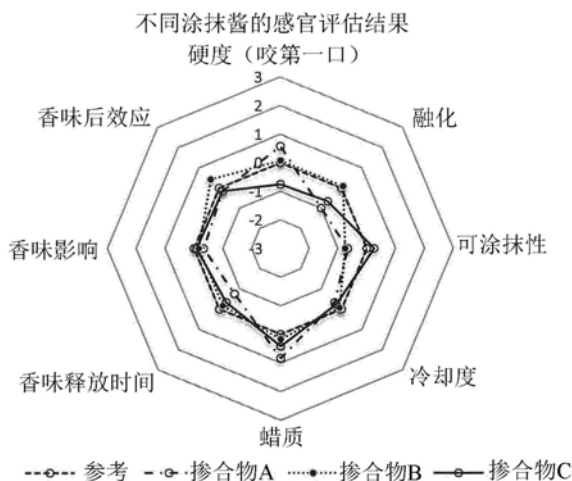 不同涂抹酱的感官评估结果
硬度（咬第一口）
3
2
1
0
-1
-2
-3
香味后效应
融化
香味影响
可涂抹性
香味释放时间
冷却度
蜡质
参考 掺合物A 掺合物B 掺合物C